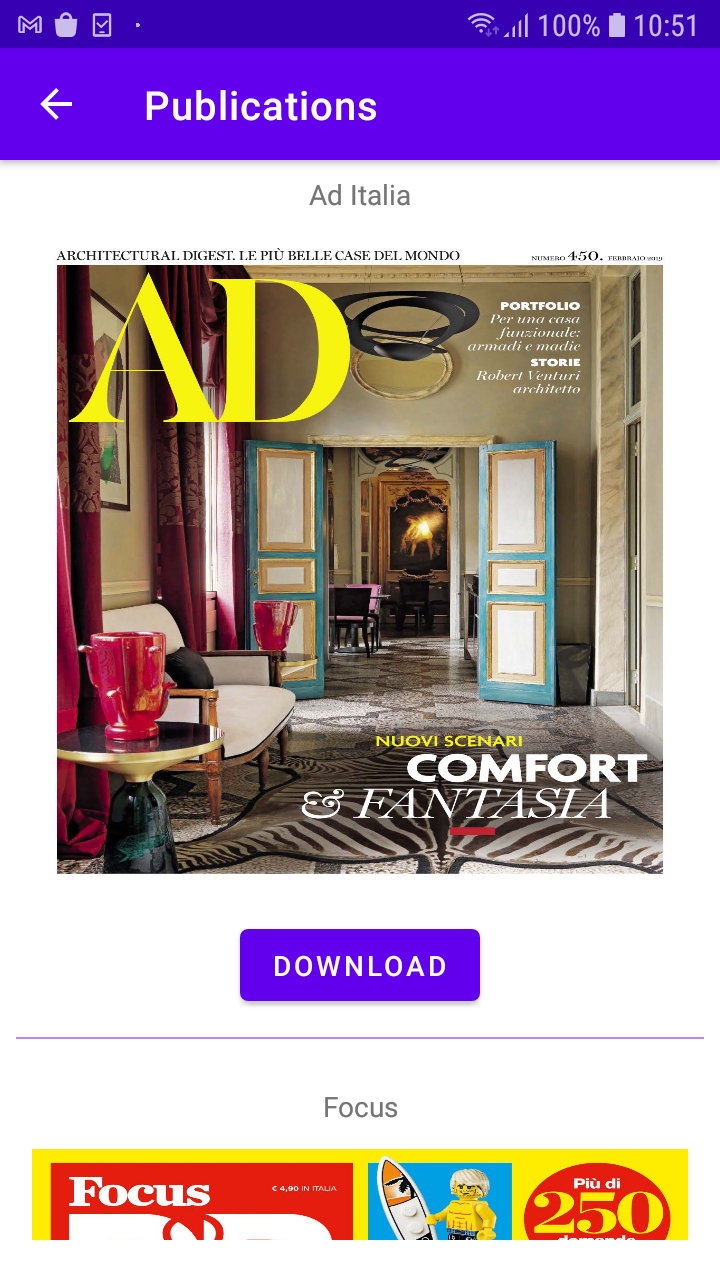 100% 10:51
Publications
Ad Italia
ARCHITECTURAL DIGEST. LE PIÙ BELLE CASE DEL MONDO
NUMERO 450. FEBBRAIO 2019
AD
PORTFOLIO
Per una casa
funzionale:
armadi e madie
STORIE
Robert Venturi
architetto
NUOVI SCENARI
COMFORT
& FANTASIA
DOWNLOAD
Focus
Focus
€ 4,90 IN ITALIA
Più di
250
domande